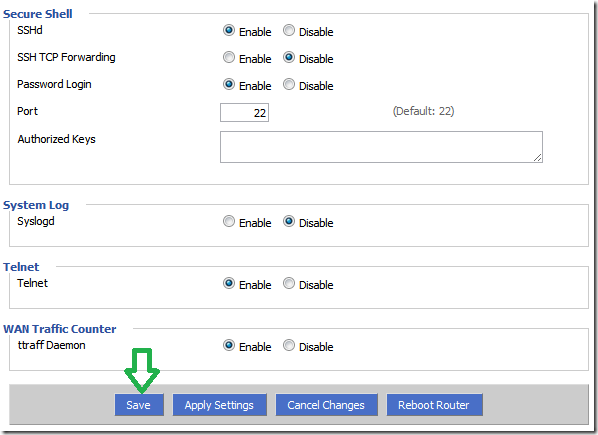 Secure Shell
SSHd Enable Disable
SSH TCP Forwarding Enable Disable
Password Login Enable Disable
Port 22 (Default: 22)
Authorized Keys
System Log
Syslogd Enable Disable
Telnet
Telnet Enable Disable
WAN Traffic Counter
ttraff Daemon Enable Disable
Save Apply Settings Cancel Changes Reboot Router